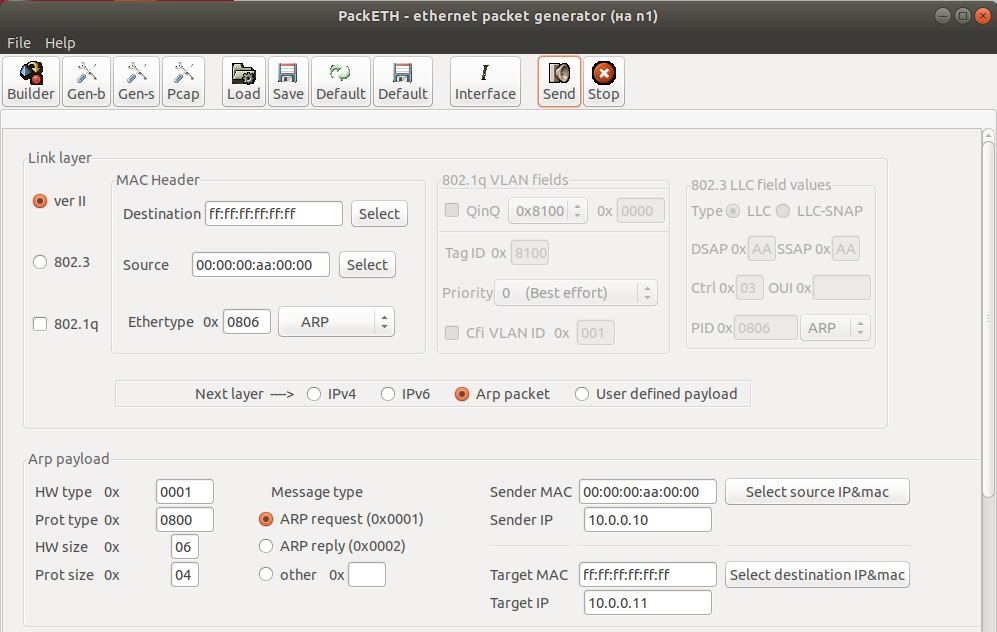 PackETH - ethernet packet generator (на n1)
File Help
Builder Gen-b Gen-s Pcap Load Save Default Default Interface Send Stop
Link layer
MAC Header
802.1q VLAN fields
802.3 LLC field values
ver II
802.3
802.1q
Destination ff:ff:ff:ff:ff:ff Select
Source 00:00:00:aa:00:00 Select
Ethertype 0x 0806 ARP
QinQ 0x8100 0x 0000
Tag ID 0x 8100
Priority 0 (Best effort)
Cfi VLAN ID 0x 001
Type LLC LLC-SNAP
DSAP 0x AA SSAP 0x AA
Ctrl 0x 03 OUI 0x
PID 0x 0806 ARP
Next layer ----> IPv4 IPv6 Arp packet User defined payload
Arp payload
HW type 0x 0001
Prot type 0x 0800
HW size 0x 06
Prot size 0x 04
Message type
ARP request (0x0001)
ARP reply (0x0002)
other 0x
Sender MAC 00:00:00:aa:00:00 Select source IP&mac
Sender IP 10.0.0.10
Target MAC ff:ff:ff:ff:ff:ff Select destination IP&mac
Target IP 10.0.0.11